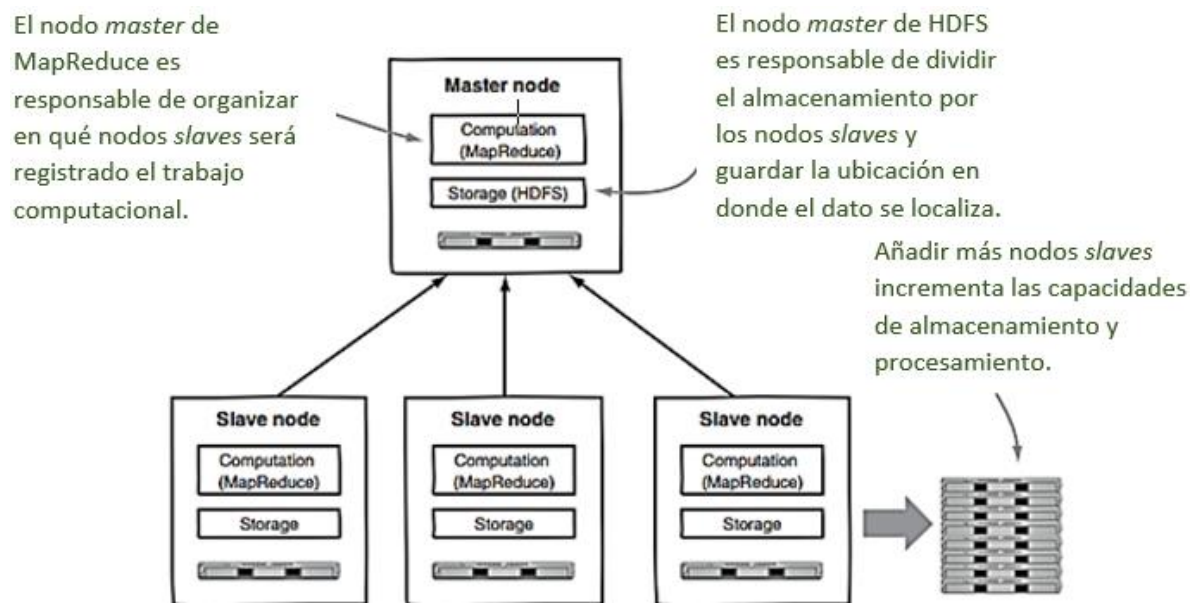 El nodo master de
MapReduce es
responsable de organizar
en qué nodos slaves será
registrado el trabajo
computacional.
El nodo master de HDFS
es responsable de dividir
el almacenamiento por
los nodos slaves y
guardar la ubicación en
donde el dato se localiza.
Master node
Computation
(MapReduce)
Storage (HDFS)
Añadir más nodos slaves
incrementa las capacidades
de almacenamiento y
procesamiento.
Slave node
Computation
(MapReduce)
Storage
Slave node
Computation
(MapReduce)
Storage
Slave node
Computation
(MapReduce)
Storage